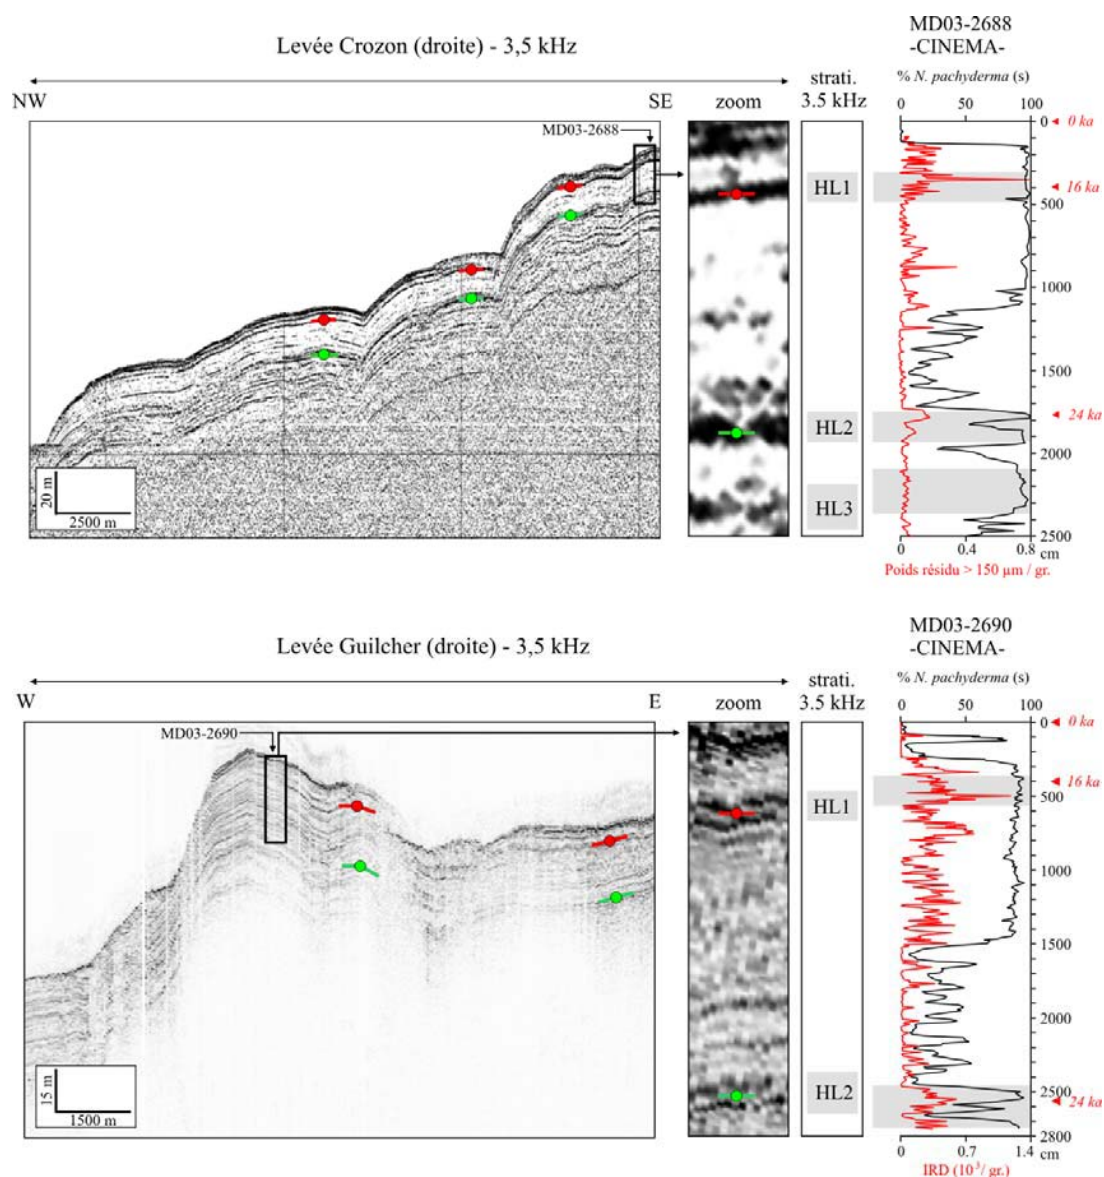 Levée Crozon (droite) - 3,5 kHz
MD03-2688
-CINEMA-
% N. pachyderma (s)
NW
SE
zoom
strati.
3.5 kHz
0 50 100
MD03-2688
0
0 ka
HL1
16 ka
500
1000
1500
HL2
24 ka
2000
HL3
2500
cm
20 m
2500 m
0 0.4 0.8
Poids résidu > 150 µm / gr.
Levée Guilcher (droite) - 3,5 kHz
MD03-2690
-CINEMA-
% N. pachyderma (s)
W
E
zoom
strati.
3.5 kHz
0 50 100
MD03-2690
0
0 ka
HL1
16 ka
500
1000
1500
2000
HL2
2500
24 ka
2800
cm
15 m
1500 m
0 0.7 1.4
IRD (10³/ gr.)